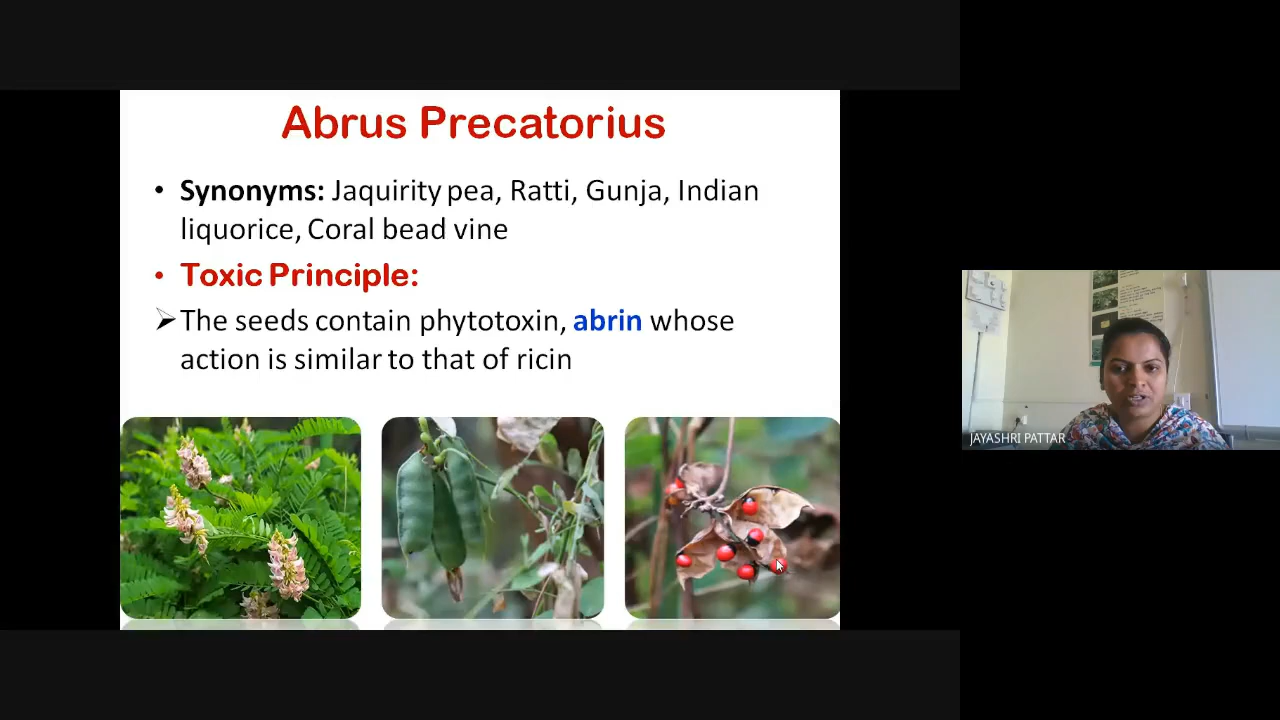 Abrus Precatorius
• Synonyms: Jaquirity pea, Ratti, Gunja, Indian
liquorice, Coral bead vine
• Toxic Principle:
➢The seeds contain phytotoxin, abrin whose
action is similar to that of ricin
JAYASHRI PATTAR